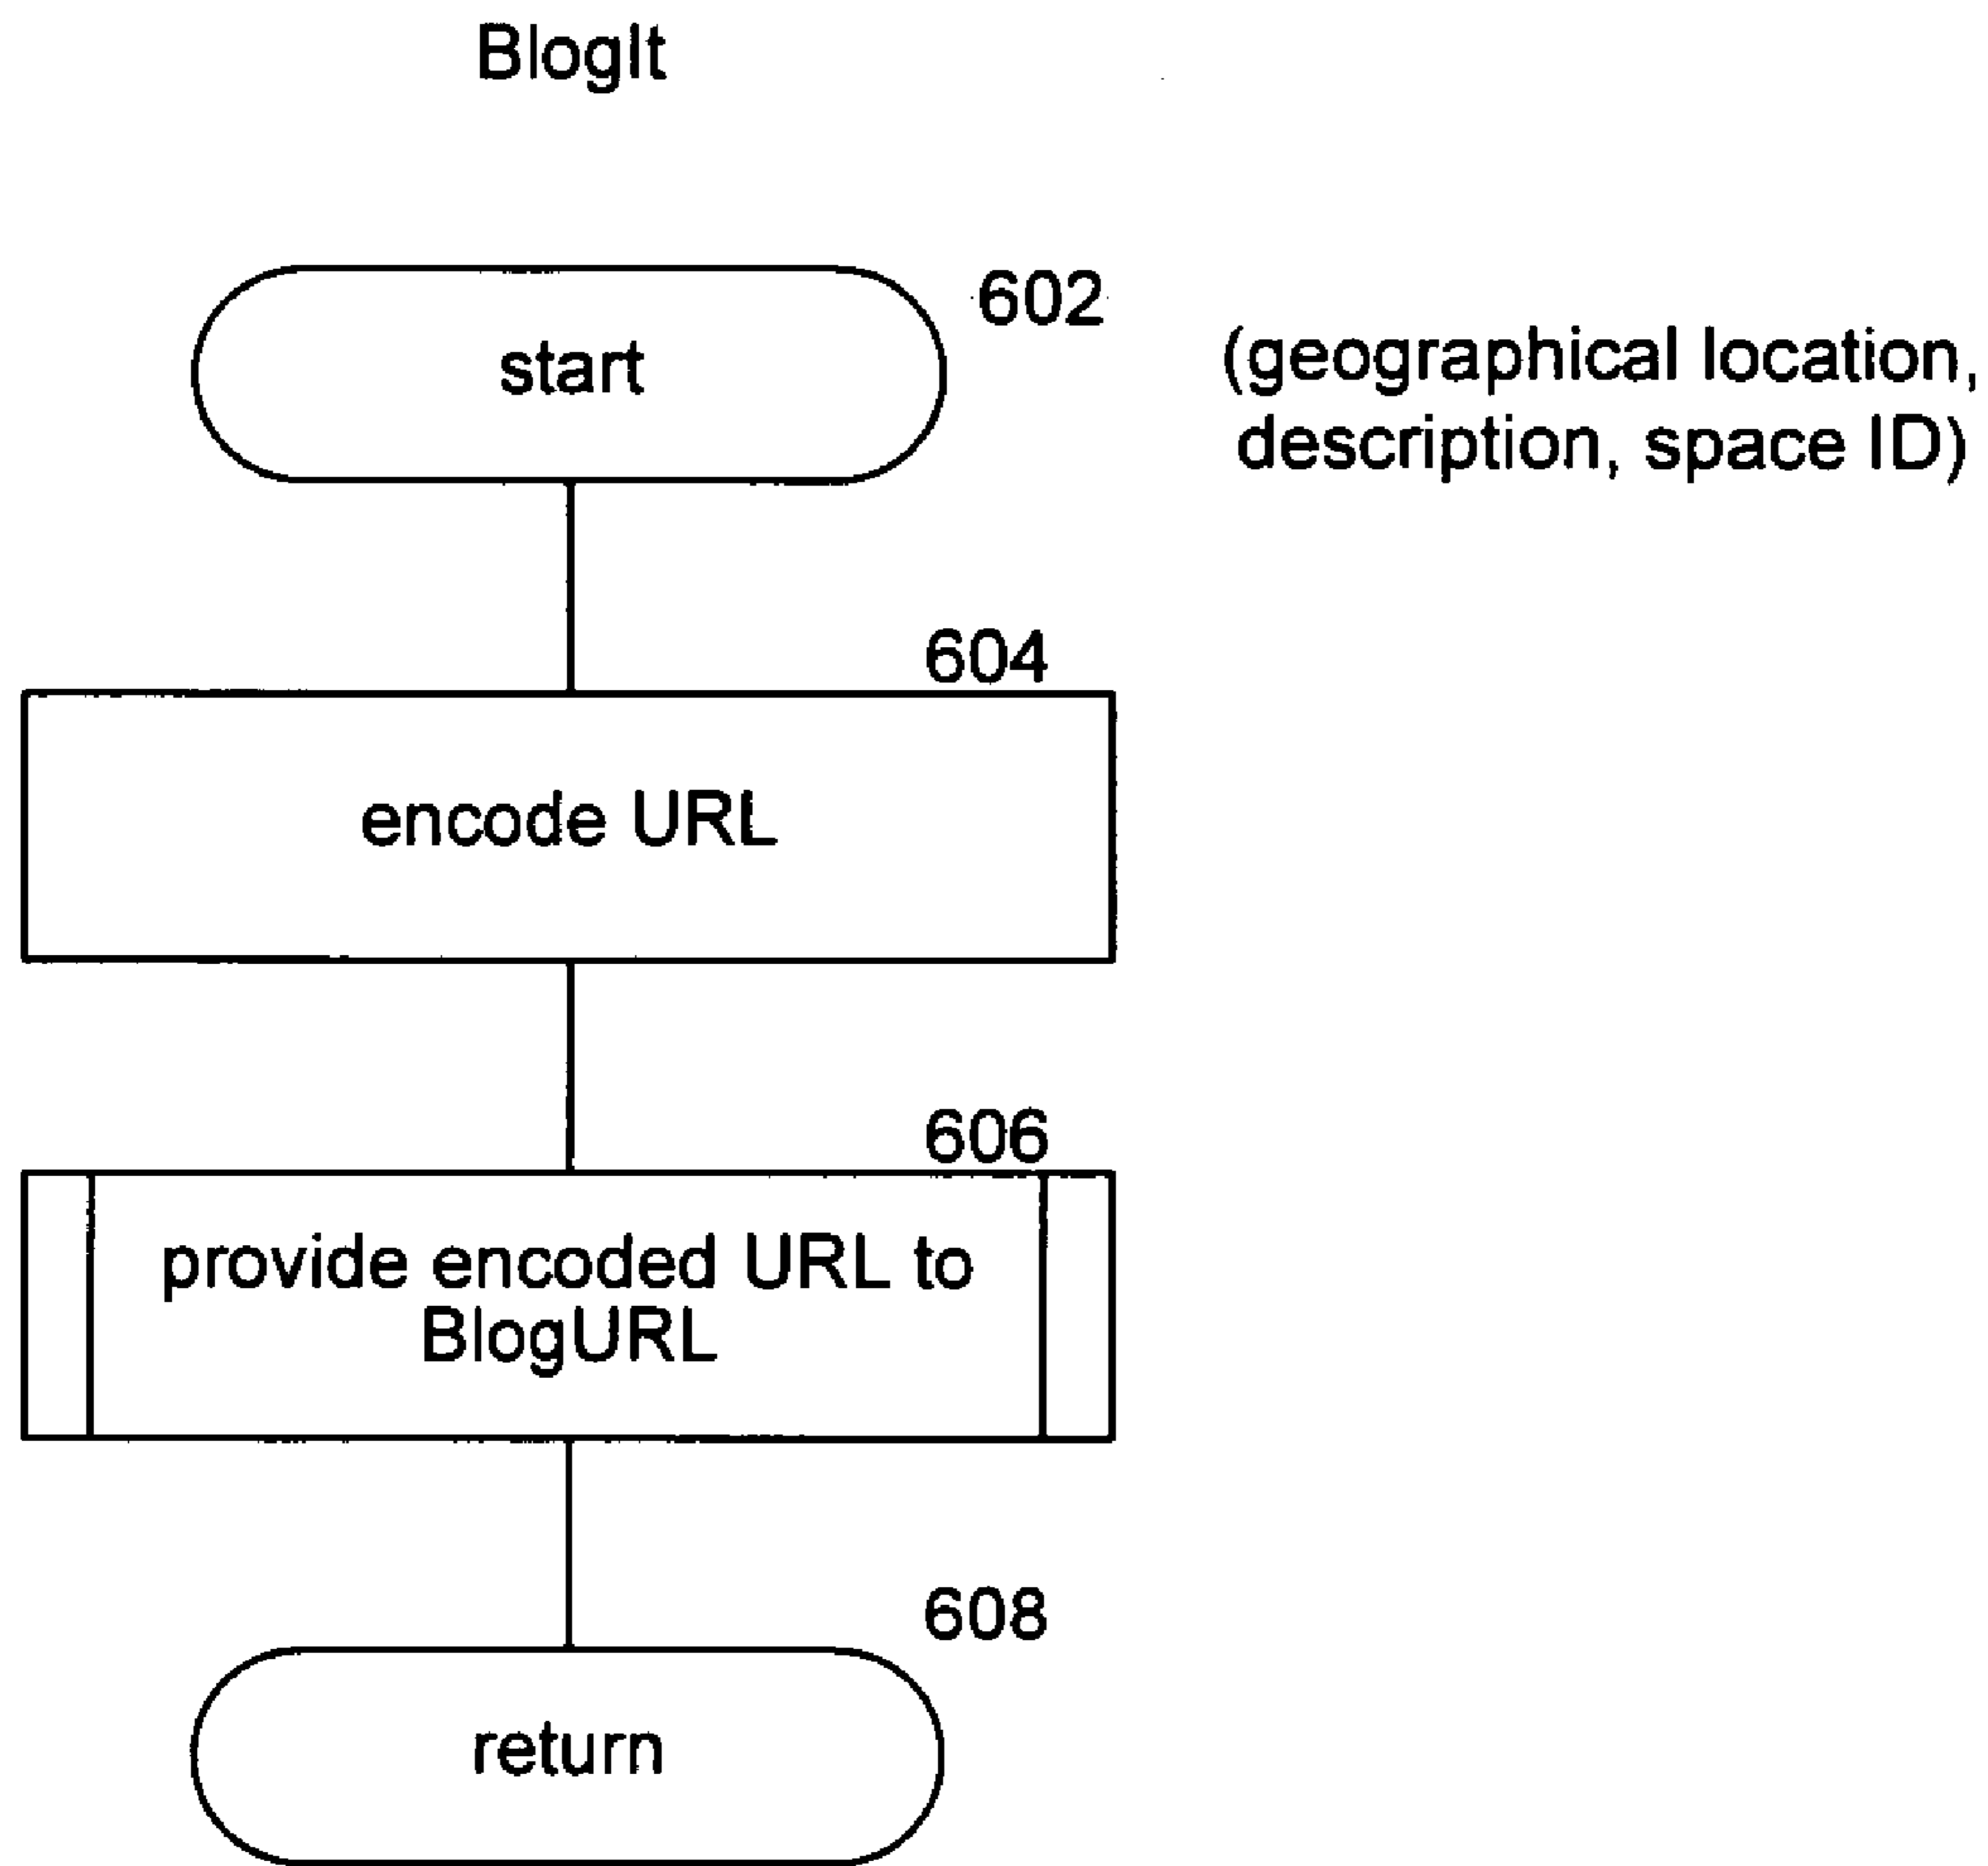 BlogIt
602
start
(geographical location,
description, space ID)
604
encode URL
606
provide encoded URL to
BlogURL
608
return